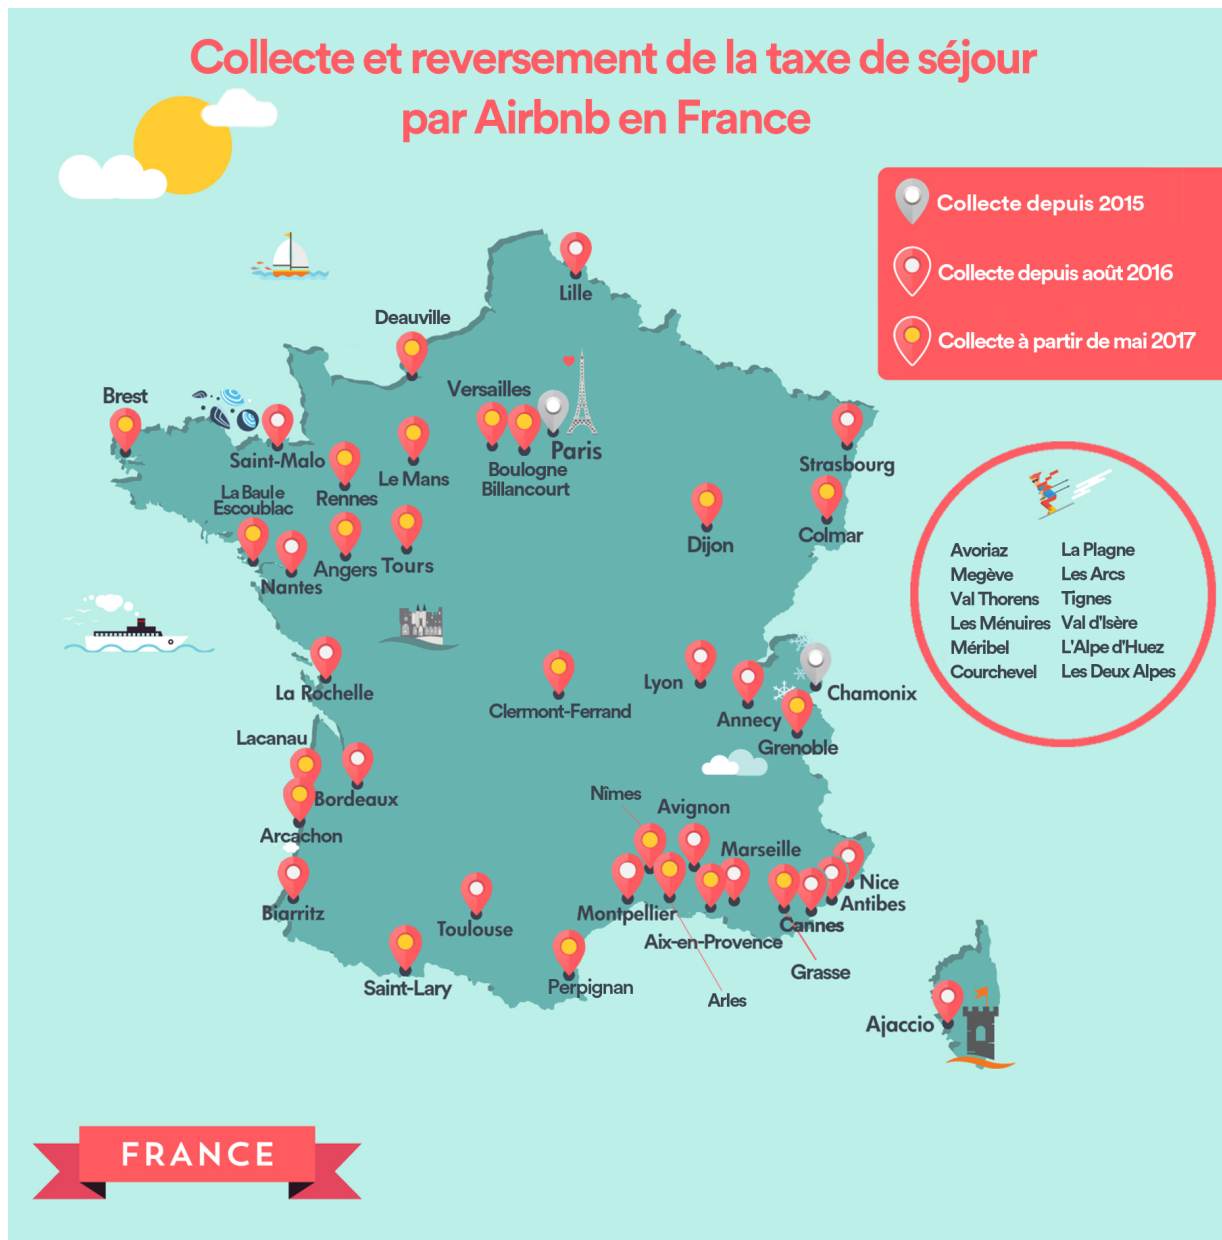 Collecte et reversement de la taxe de séjour
par Airbnb en France
Collecte depuis 2015
Collecte depuis août 2016
Collecte à partir de mai 2017
Lille
Deauville
Brest
Versailles
Paris
Saint-Malo
Boulogne
Billancourt
Le Mans
Rennes
Strasbourg
La Baule
Escoublac
Colmar
Dijon
Angers
Tours
Nantes
Avoriaz
Megève
Val Thorens
Les Ménuires
Méribel
Courchevel
La Plagne
Les Arcs
Tignes
Val d'Isère
L'Alpe d'Huez
Les Deux Alpes
La Rochelle
Clermont-Ferrand
Lyon
Chamonix
Annecy
Grenoble
Lacanau
Bordeaux
Arcachon
Nîmes
Avignon
Marseille
Nice
Antibes
Biarritz
Toulouse
Montpellier
Cannes
Aix-en-Provence
Grasse
Saint-Lary
Perpignan
Arles
Ajaccio
FRANCE